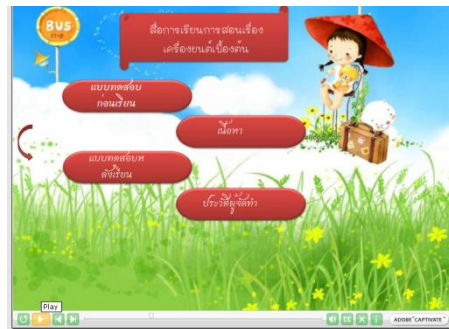 BUS
STOP
สื่อการเรียนการสอนเรื่อง
เครื่องยนต์เบื้องต้น
แบบทดสอบ
ก่อนเรียน
เนื้อหา
แบบทดสอบห
ลังเรียน
ประวัติผู้จัดทำ
Play
CC
ADOBE CAPTIVATE